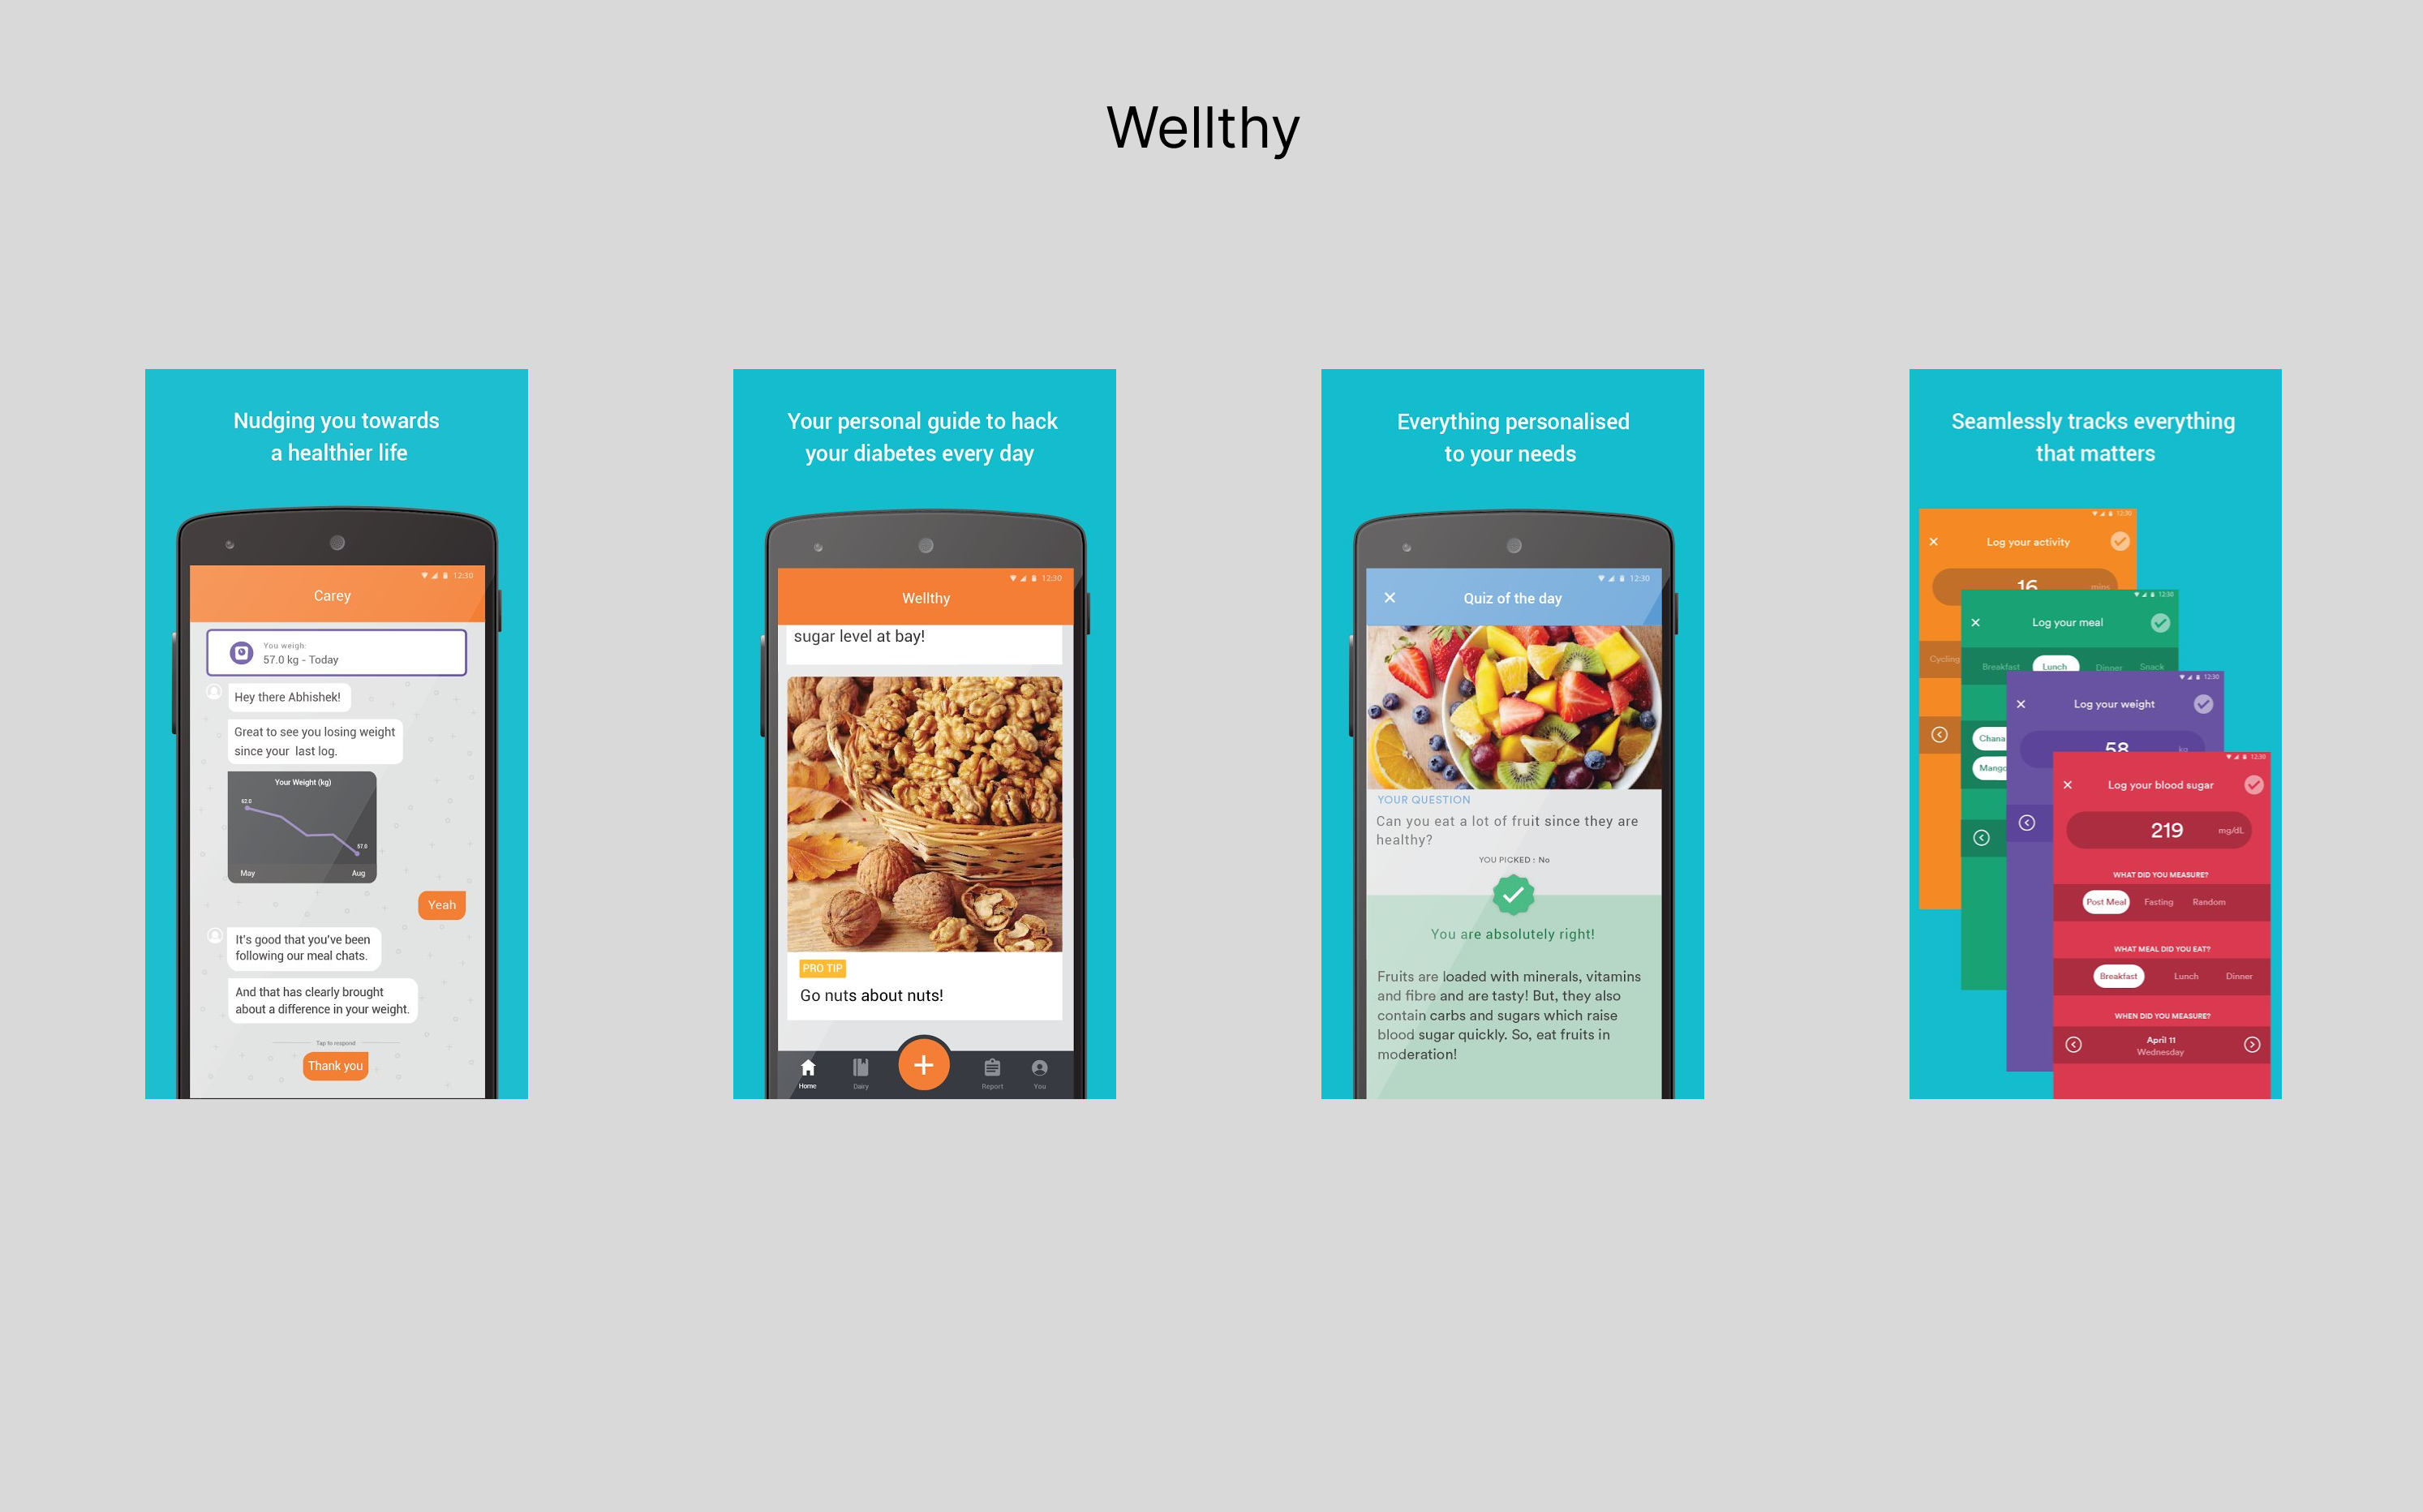 Wellthy
Nudging you towards
a healthier life
12:30
Carey
You weigh:
57.0 kg - Today
Hey there Abhishek!
Great to see you losing weight
since your last log.
Your Weight (kg)
62.0
57.0
May Aug
Yeah
It's good that you've been
following our meal chats.
And that has clearly brought
about a difference in your weight.
Tap to respond
Thank you
Your personal guide to hack
your diabetes every day
12:30
Wellthy
sugar level at bay!
PRO TIP
Go nuts about nuts!
Home Dairy Report You
Everything personalised
to your needs
12:30
Quiz of the day
YOUR QUESTION
Can you eat a lot of fruit since they are
healthy?
YOU PICKED : No
You are absolutely right!
Fruits are loaded with minerals, vitamins
and fibre and are tasty! But, they also
contain carbs and sugars which raise
blood sugar quickly. So, eat fruits in
moderation!
Seamlessly tracks everything
that matters
12:30
Log your activity
16 mins
Cycling
12:30
Log your meal
Breakfast Lunch Dinner Snack
Chana
Mango
12:30
Log your weight
58 kg
12:30
Log your blood sugar
219 mg/dL
WHAT DID YOU MEASURE?
Post Meal Fasting Random
WHAT MEAL DID YOU EAT?
Breakfast Lunch Dinner
WHEN DID YOU MEASURE?
April 11
Wednesday